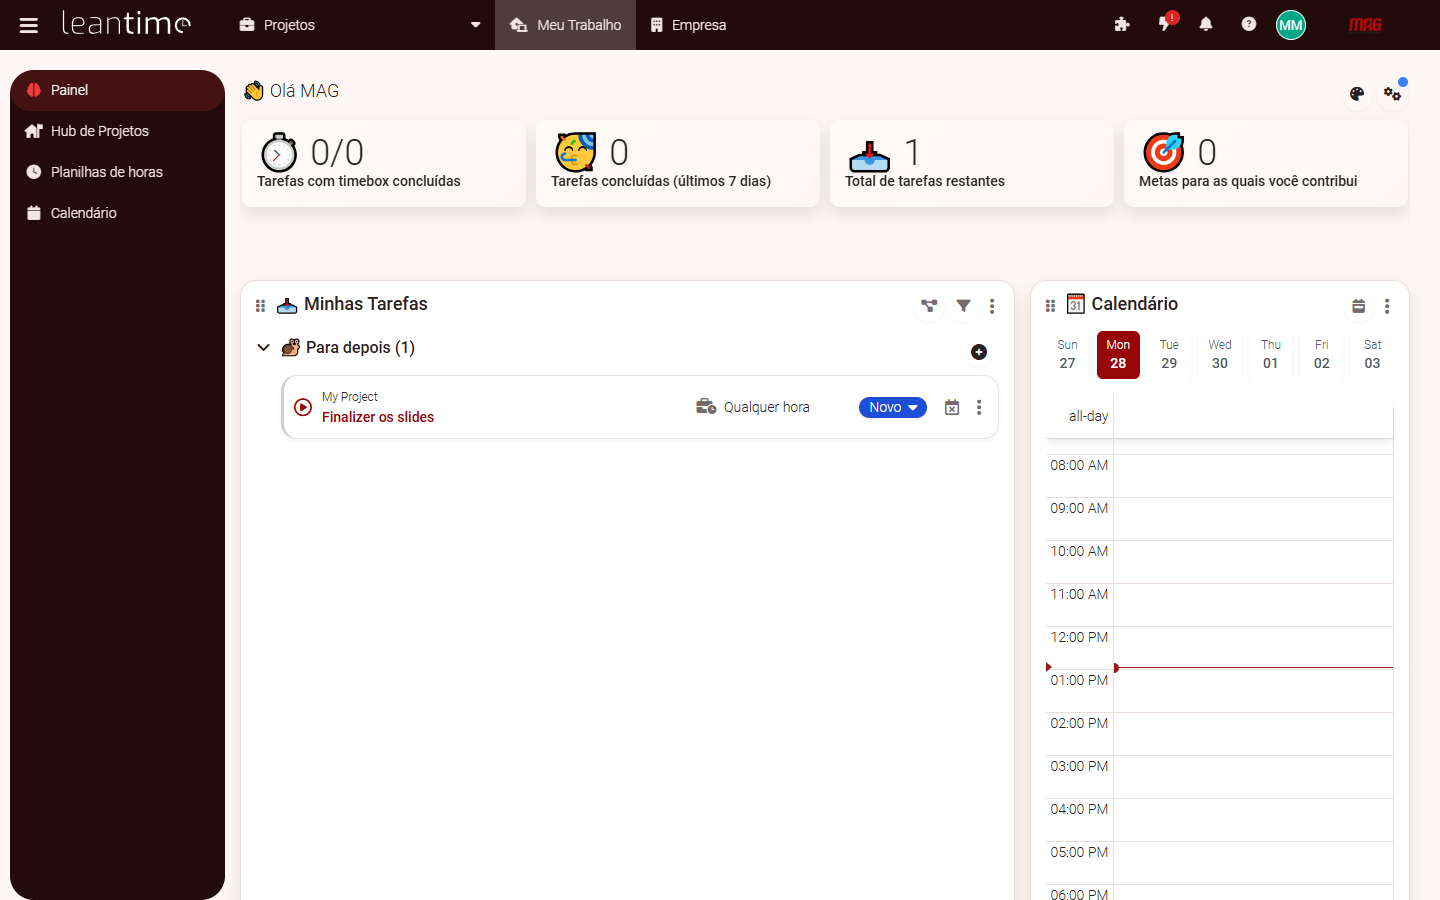 leantime
Projetos
Meu Trabalho
Empresa
!
?
MM
MAG
Painel
Hub de Projetos
Planilhas de horas
Calendário
Olá MAG
0/0
Tarefas com timebox concluídas
0
Tarefas concluídas (últimos 7 dias)
1
Total de tarefas restantes
0
Metas para as quais você contribui
Minhas Tarefas
Para depois (1)
My Project
Finalizer os slides
Qualquer hora
Novo
31 Calendário
Sun Mon Tue Wed Thu Fri Sat
27 28 29 30 01 02 03
all-day
08:00 AM
09:00 AM
10:00 AM
11:00 AM
12:00 PM
01:00 PM
02:00 PM
03:00 PM
04:00 PM
05:00 PM
06:00 PM